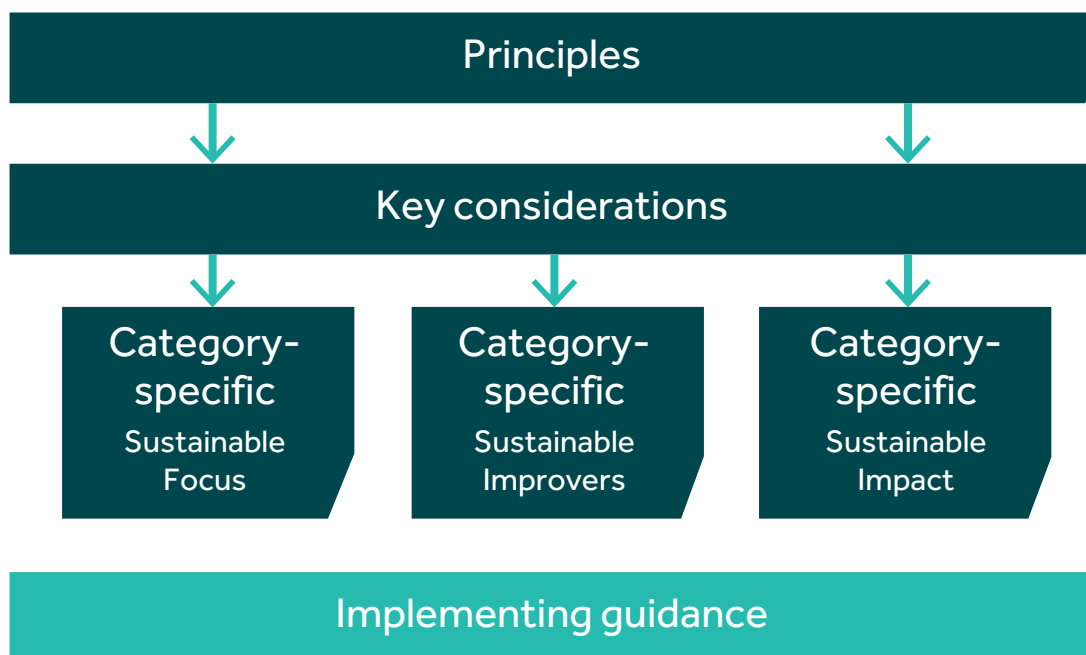 Principles
Key considerations
Category-
specific
Sustainable
Focus
Category-
specific
Sustainable
Improvers
Category-
specific
Sustainable
Impact
Implementing guidance